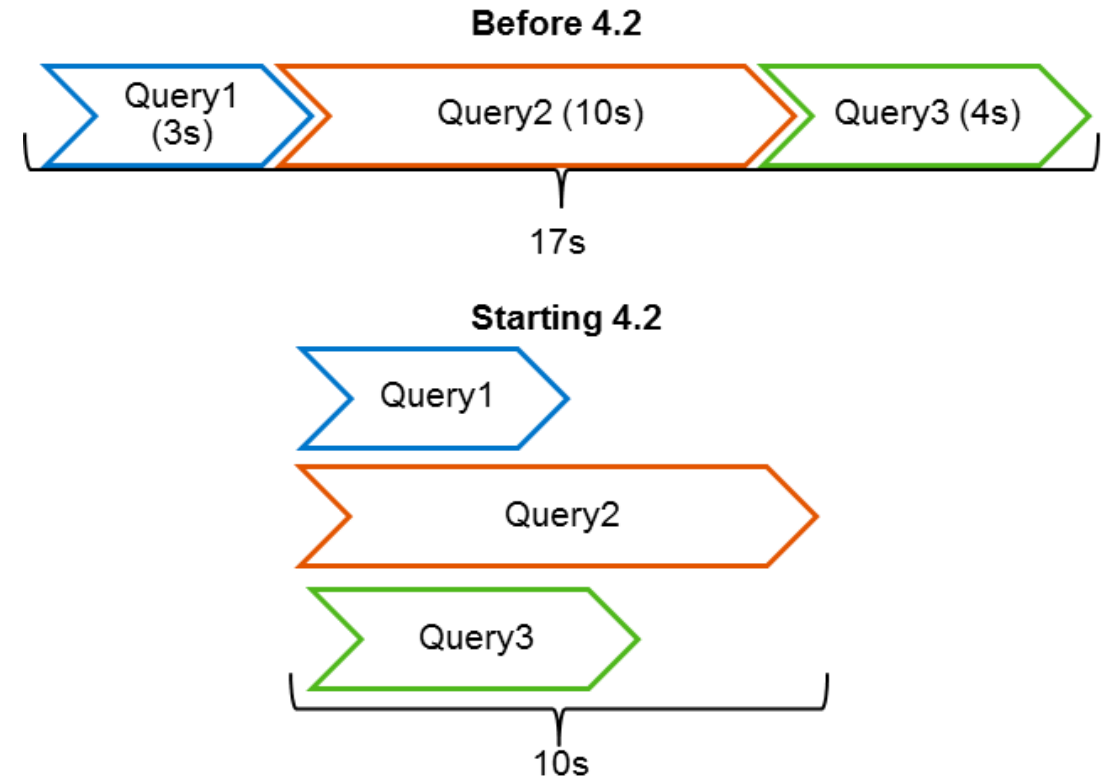 Before 4.2
Query1
(3s)
Query2 (10s)
Query3 (4s)
17s
Starting 4.2
Query1
Query2
Query3
10s